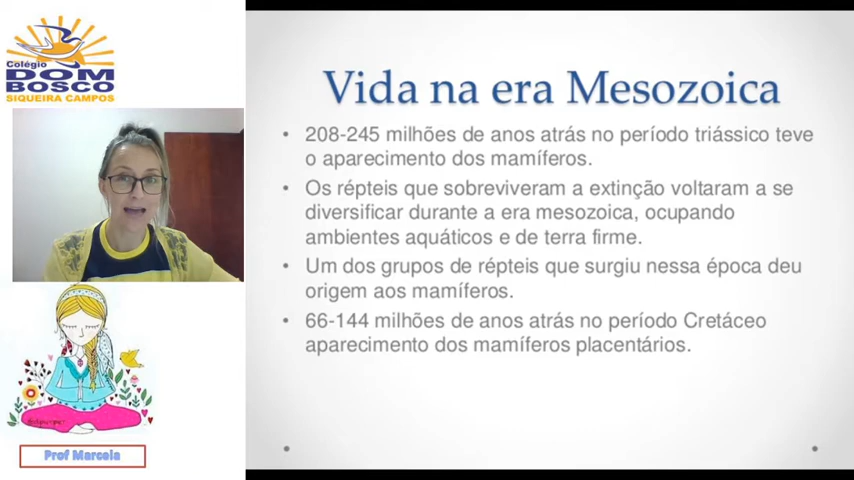 Colégio
DOM
BOSCO
SIQUEIRA CAMPOS
Prof Marcela
Vida na era Mesozoica
• 208-245 milhões de anos atrás no período triássico teve
o aparecimento dos mamíferos.
• Os répteis que sobreviveram a extinção voltaram a se
diversificar durante a era mesozoica, ocupando
ambientes aquáticos e de terra firme.
• Um dos grupos de répteis que surgiu nessa época deu
origem aos mamíferos.
• 66-144 milhões de anos atrás no período Cretáceo
aparecimento dos mamíferos placentários.